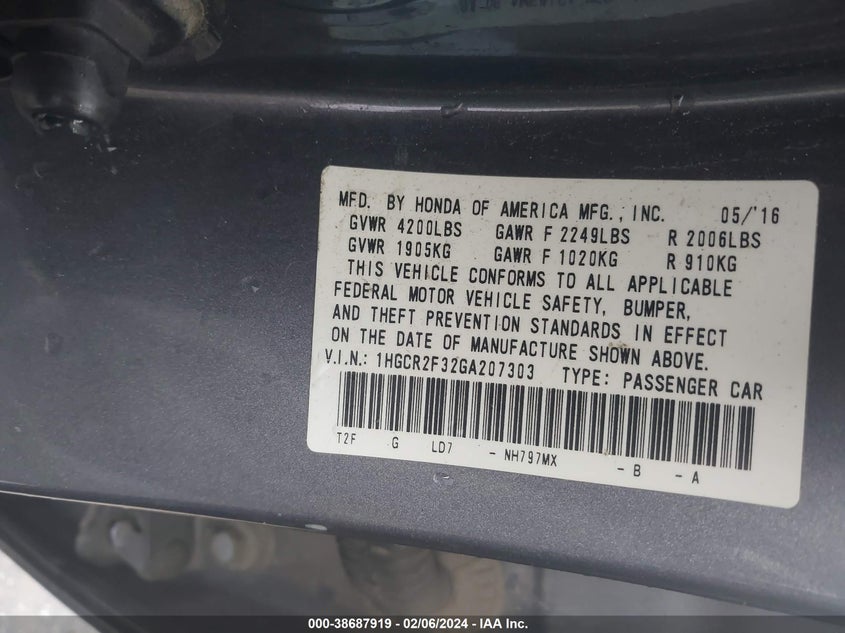 MFD. BY HONDA OF AMERICA MFG., INC. 05/'16
GVWR 4200LBS GAWR F 2249LBS R 2006LBS
GVWR 1905KG GAWR F 1020KG R 910KG
THIS VEHICLE CONFORMS TO ALL APPLICABLE
FEDERAL MOTOR VEHICLE SAFETY, BUMPER,
AND THEFT PREVENTION STANDARDS IN EFFECT
ON THE DATE OF MANUFACTURE SHOWN ABOVE.
V.I.N.: 1HGCR2F32GA207303 TYPE: PASSENGER CAR
T2F G LD7 - NH797MX - B - A
000-38687919 - 02/06/2024 - IAA Inc.